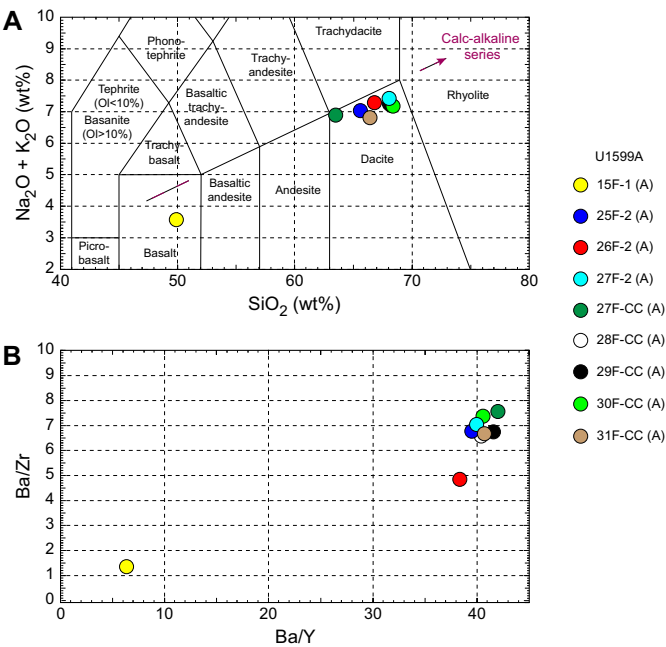 A
10
9
8
7
6
5
4
3
2
Na2O + K2O (wt%)
Phono-
tephrite
Trachydacite
Calc-alkaline
series
Trachy-
andesite
Tephrite
(Ol<10%)
Basanite
(Ol>10%)
Basaltic
trachy-
andesite
Rhyolite
Trachy-
basalt
Dacite
Basaltic
andesite
Andesite
Picro-
basalt
Basalt
40
50
60
70
80
SiO2 (wt%)
B
10
9
8
7
6
5
4
3
2
1
0
Ba/Zr
0
10
20
30
40
Ba/Y
U1599A
15F-1 (A)
25F-2 (A)
26F-2 (A)
27F-2 (A)
27F-CC (A)
28F-CC (A)
29F-CC (A)
30F-CC (A)
31F-CC (A)